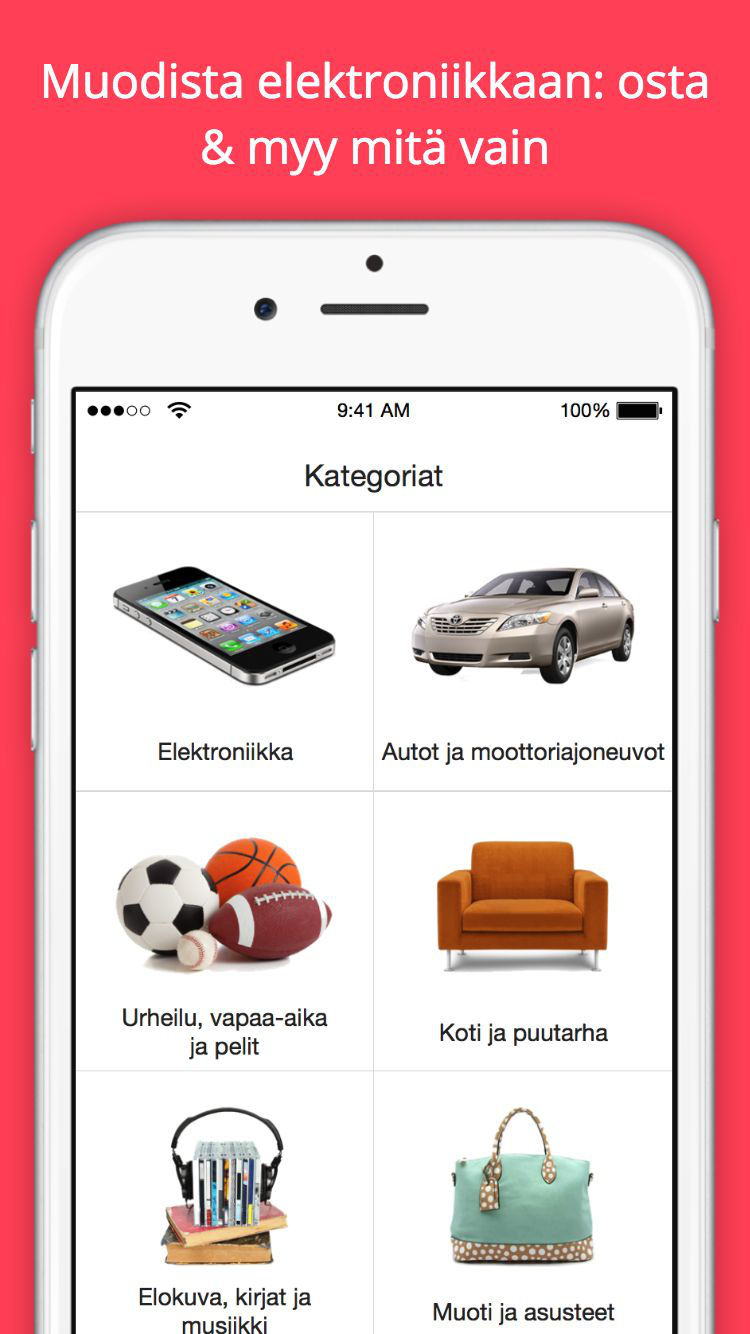 Muodista elektroniikkaan: osta
& myy mitä vain
9:41 AM
100%
Kategoriat
Elektroniikka
Autot ja moottoriajoneuvot
Urheilu, vapaa-aika
ja pelit
Koti ja puutarha
Elokuva, kirjat ja
musiikki
Muoti ja asusteet